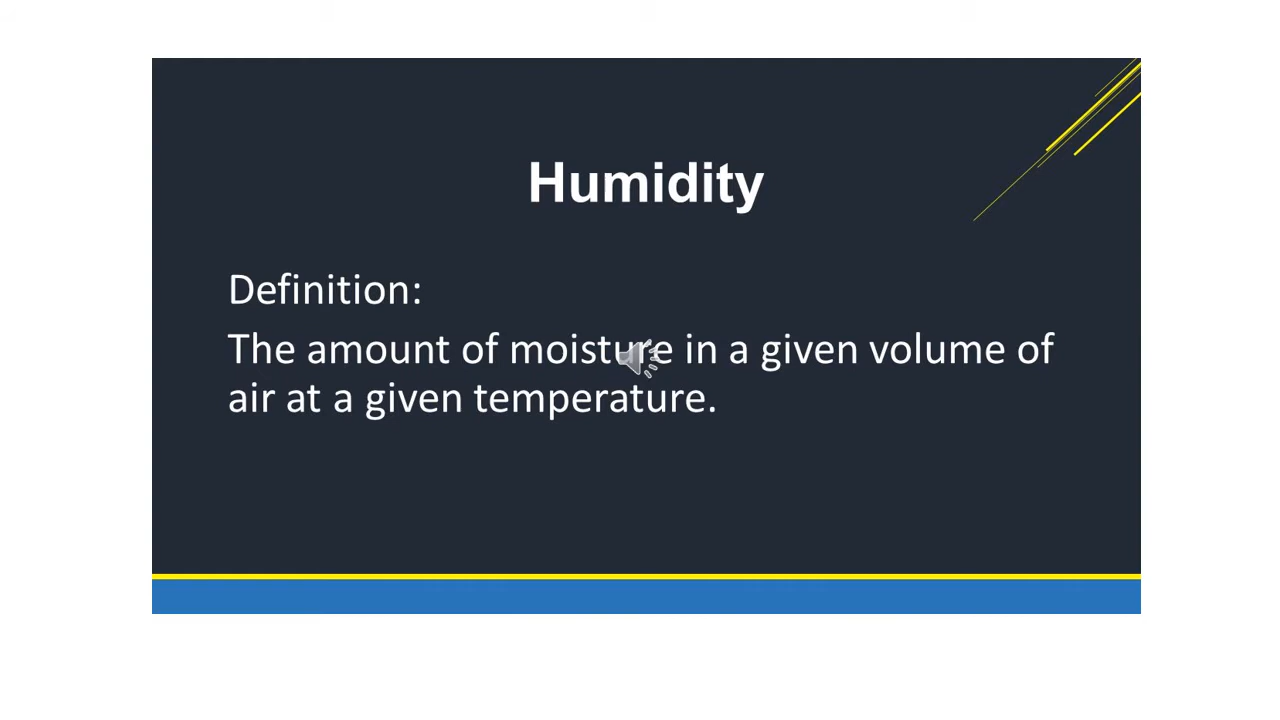 Humidity
Definition:
The amount of moisture in a given volume of
air at a given temperature.